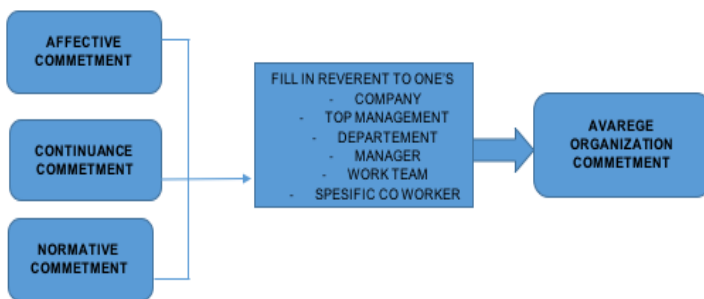 AFFECTIVE
COMMETMENT
CONTINUANCE
COMMETMENT
NORMATIVE
COMMETMENT
FILL IN REVERENT TO ONE'S
- COMPANY
- TOP MANAGEMENT
- DEPARTEMENT
- MANAGER
- WORK TEAM
- SPESIFIC CO WORKER
AVAREGE
ORGANIZATION
COMMETMENT